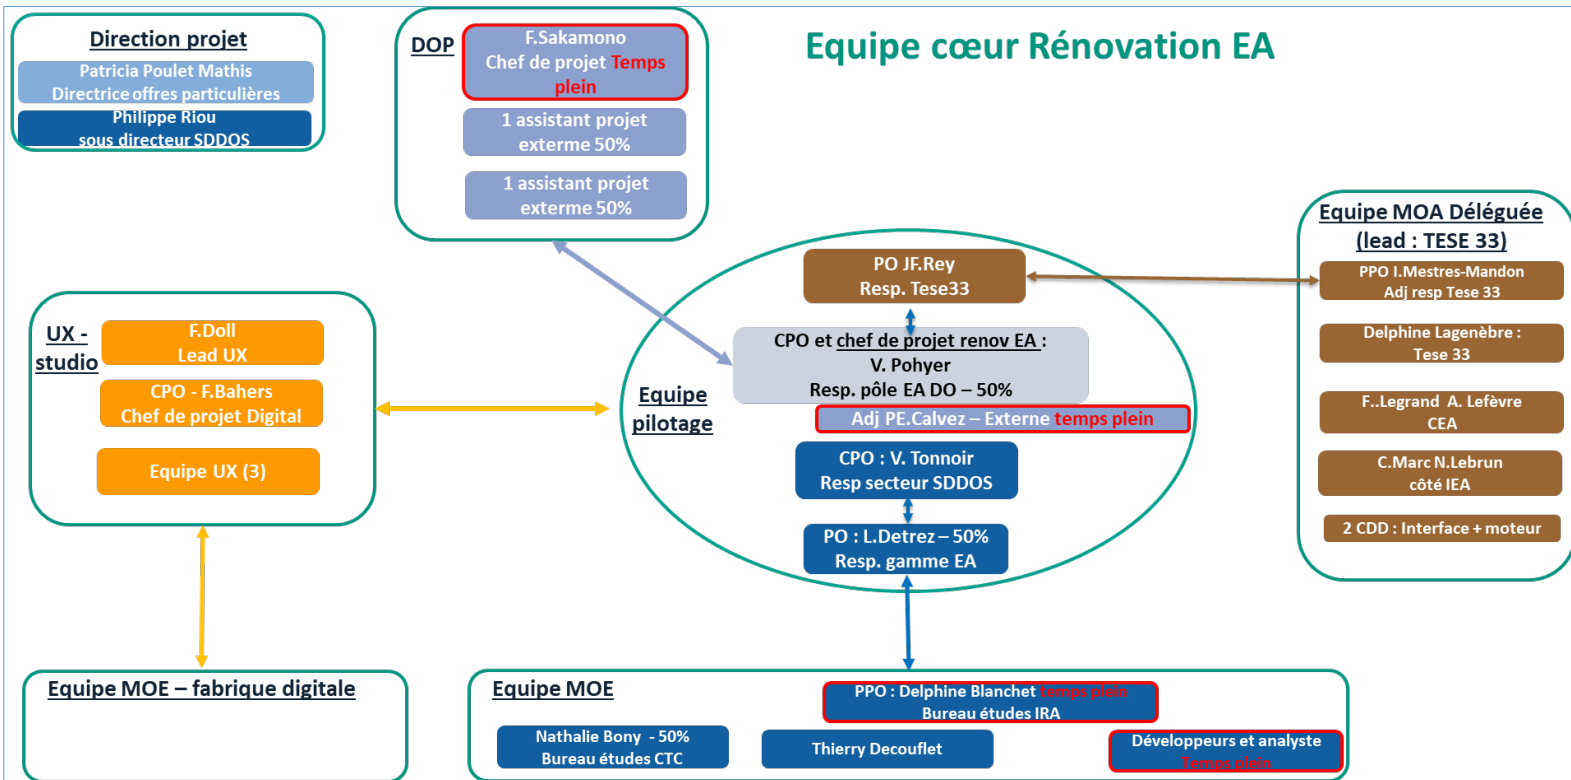 Direction projet
Patricia Poulet Mathis
Directrice offres particulières
Philippe Riou
sous directeur SDDOS
DOP
F.Sakamono
Chef de projet Temps
plein
1 assistant projet
externe 50%
1 assistant projet
externe 50%
Equipe cœur Rénovation EA
Equipe MOA Déléguée
(lead : TESE 33)
PPO I.Mestres-Mandon
Adj resp Tese 33
Delphine Lagenèbre :
Tese 33
F..Legrand A. Lefèvre
CEA
C.Marc N.Lebrun
côté IEA
2 CDD : Interface + moteur
UX -
studio
F.Doll
Lead UX
CPO - F.Bahers
Chef de projet Digital
Equipe UX (3)
Equipe
pilotage
PO JF.Rey
Resp. Tese33
CPO et chef de projet renov EA :
V. Pohyer
Resp. pôle EA DO – 50%
Adj PE.Calvez – Externe temps plein
CPO : V. Tonnoir
Resp secteur SDDOS
PO : L.Detrez – 50%
Resp. gamme EA
Equipe MOE – fabrique digitale
Equipe MOE
PPO : Delphine Blanchet Temps plein
Bureau études IRA
Nathalie Bony - 50%
Bureau études CTC
Thierry Decouflet
Développeurs et analyste
Temps plein